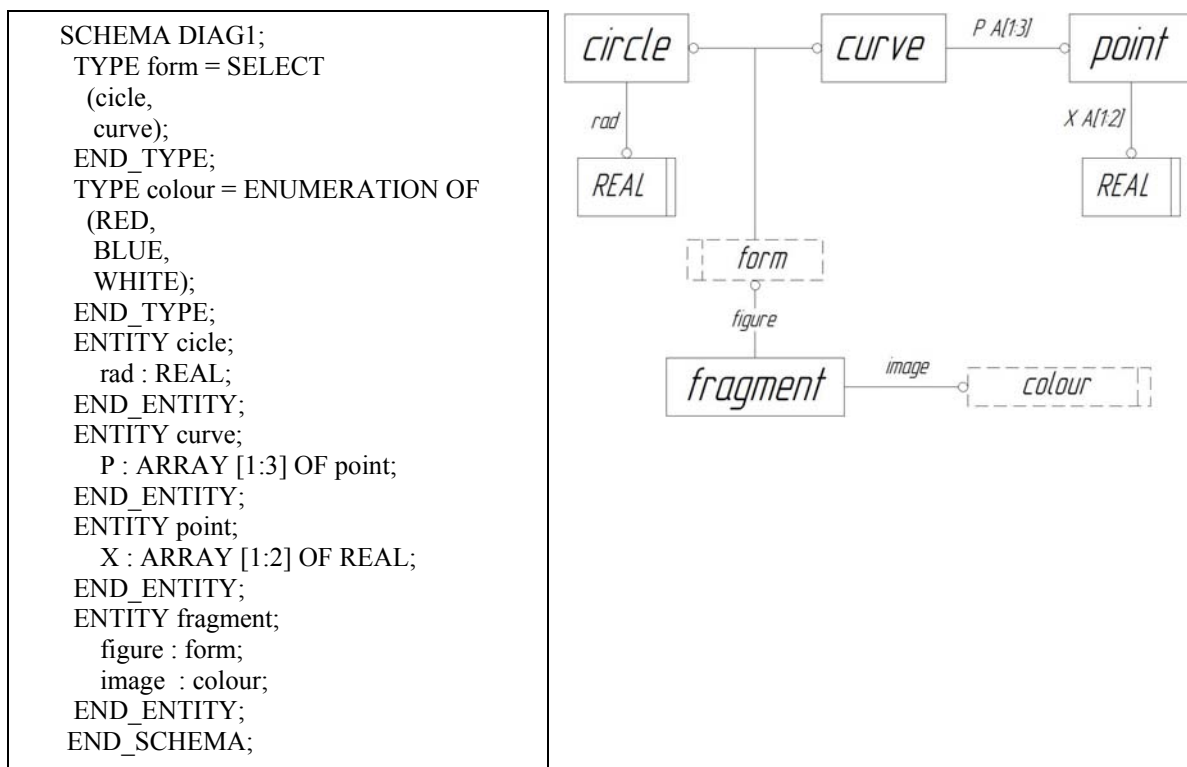 SCHEMA DIAG1;
TYPE form = SELECT
(cicle,
curve);
END_TYPE;
TYPE colour = ENUMERATION OF
(RED,
BLUE,
WHITE);
END_TYPE;
ENTITY cicle;
rad : REAL;
END_ENTITY;
ENTITY curve;
P : ARRAY [1:3] OF point;
END_ENTITY;
ENTITY point;
X : ARRAY [1:2] OF REAL;
END_ENTITY;
ENTITY fragment;
figure : form;
image : colour;
END_ENTITY;
END_SCHEMA;
circle curve P A[1:3] point
rad X A[1:2]
REAL REAL
form
figure
fragment image colour